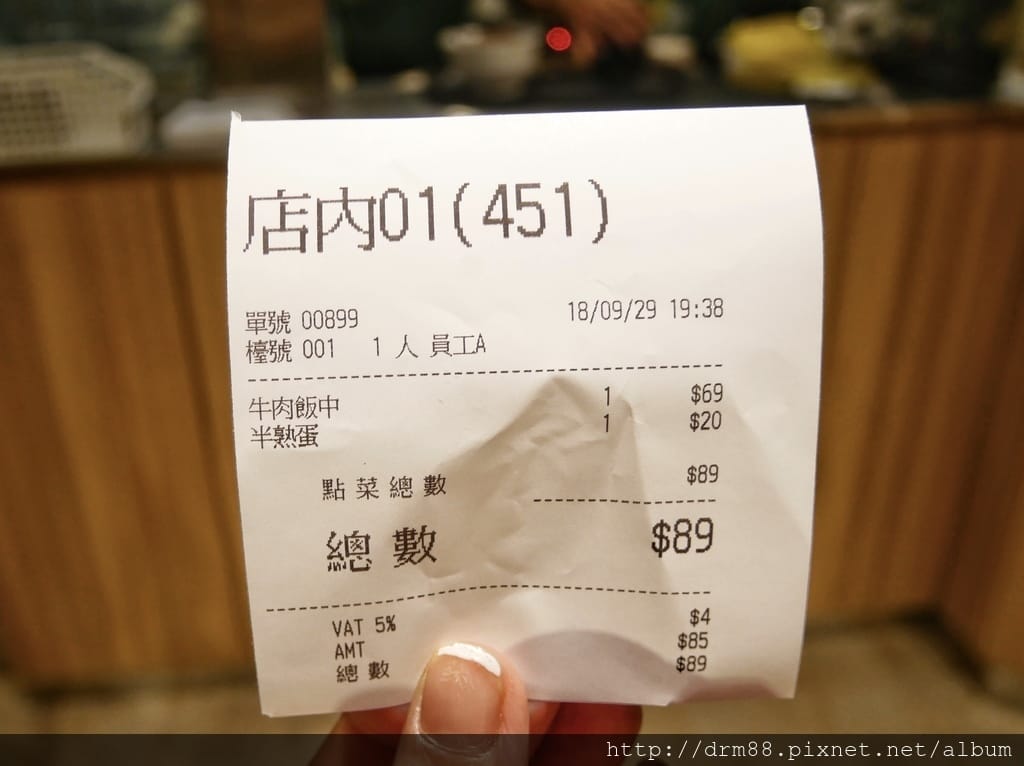 店內01(451)
單號 00899 18/09/29 19:38
檯號 001 1 人 員工A
牛肉飯中 1 $69
半熟蛋 1 $20
點菜總數 $89
總數 $89
VAT 5% $4
AMT $85
總數 $89
http://drm88.pixnet.net/album